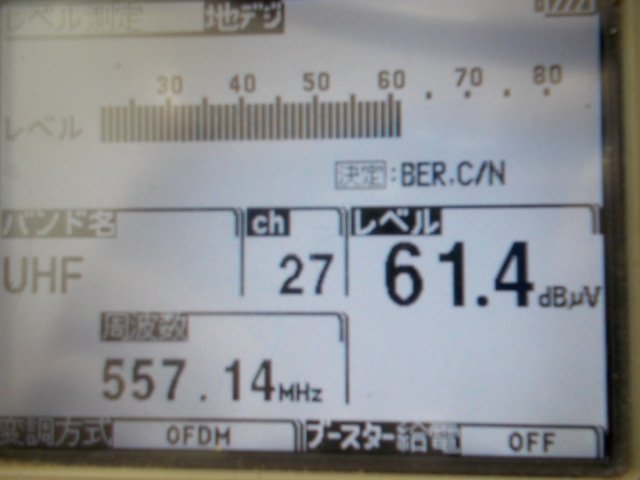 レベル測定 地デジ
30 40 50 60 70 80
レベル
決定:BER,C/N
バンド名 ch レベル
UHF 27 61.4 dBμV
周波数
557.14MHz
変調方式 OFDM ブースター給電 OFF